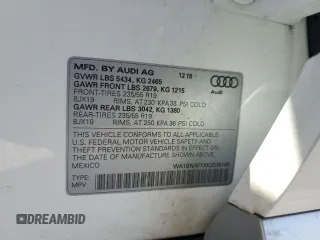 MFD. BY AUDI AG 12.18 Audi
GVWR LBS 5434, KG 2465
GAWR FRONT LBS 2679, KG 1215
FRONT-TIRES 235/55 R19
8JX19 RIMS, AT 230 KPA 33 PSI COLD
GAWR REAR LBS 3042, KG 1380
REAR-TIRES 235/55 R19
8JX19 RIMS, AT 250 KPA 36 PSI COLD
THIS VEHICLE CONFORMS TO ALL APPLICABLE
U.S. FEDERAL MOTOR VEHICLE SAFETY AND
THEFT PREVENTION STANDARDS IN EFFECT ON
THE DATE OF MANUFACTURE SHOWN ABOVE.
MEXICO
TYPE:
MPV
AUTOBIDMASTER